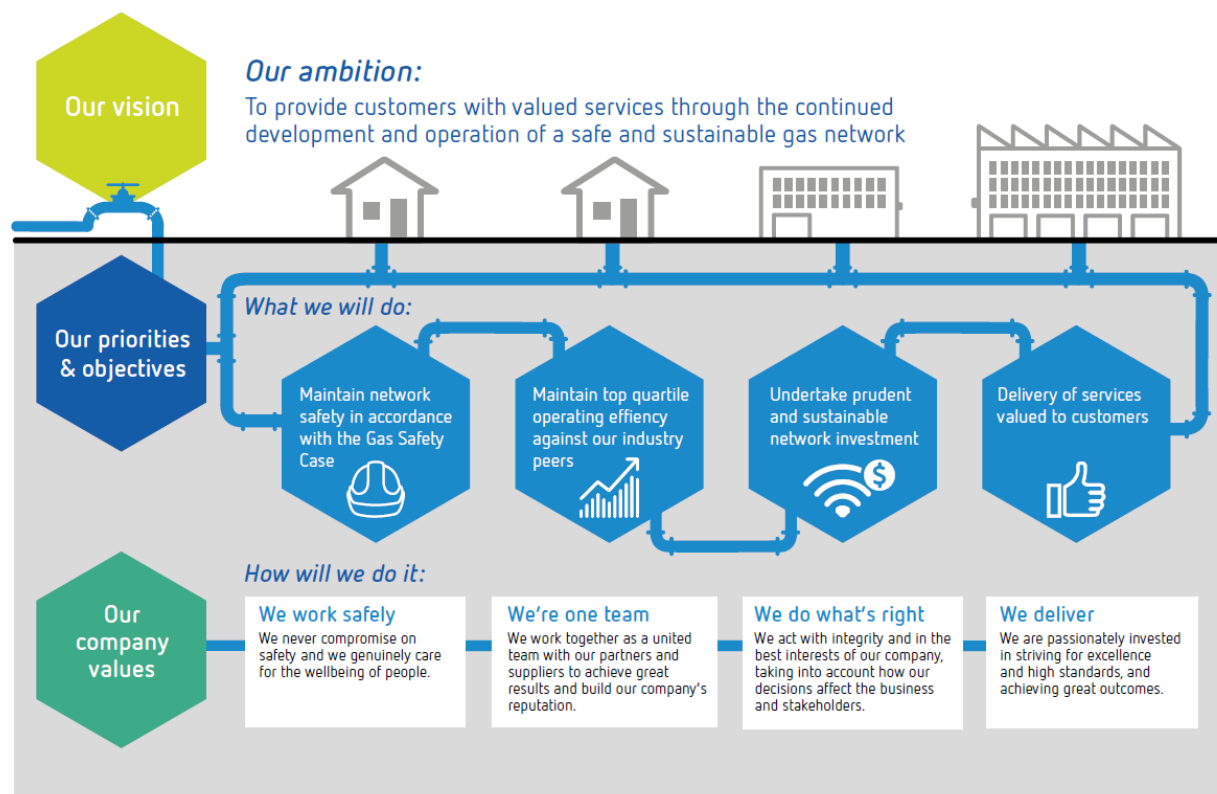 Our vision
Our ambition:
To provide customers with valued services through the continued
development and operation of a safe and sustainable gas network
Our priorities
& objectives
What we will do:
Maintain network
safety in accordance
with the Gas Safety
Case
Maintain top quartile
operating effiency
against our industry
peers
Undertake prudent
and sustainable
network investment
$
Delivery of services
valued to customers
Our
company
values
How will we do it:
We work safely
We never compromise on
safety and we genuinely care
for the wellbeing of people.
We're one team
We work together as a united
team with our partners and
suppliers to achieve great
results and build our company's
reputation.
We do what's right
We act with integrity and in the
best interests of our company,
taking into account how our
decisions affect the business
and stakeholders.
We deliver
We are passionately invested
in striving for excellence
and high standards, and
achieving great outcomes.